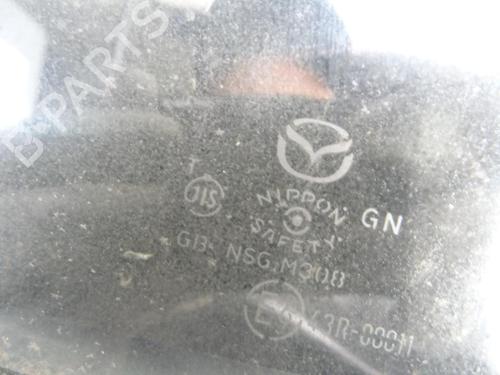 B-PARTS
T
JIS
NIPPON GN
SAFETY
GB- NSG M308
43R-000